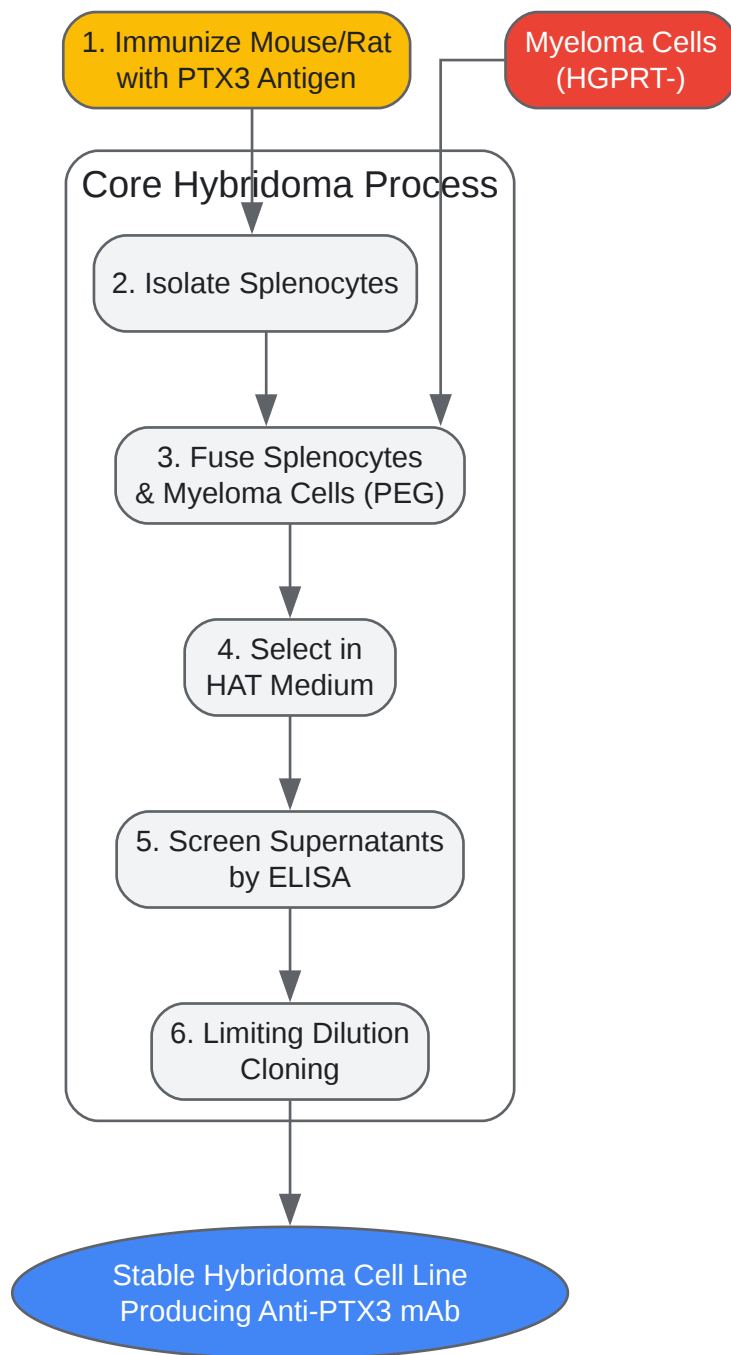 1. Immunize Mouse/Rat
with PTX3 Antigen
Myeloma Cells
(HGPRT-)
Core Hybridoma Process
2. Isolate Splenocytes
3. Fuse Splenocytes
& Myeloma Cells (PEG)
4. Select in
HAT Medium
5. Screen Supernatants
by ELISA
6. Limiting Dilution
Cloning
Stable Hybridoma Cell Line
Producing Anti-PTX3 mAb